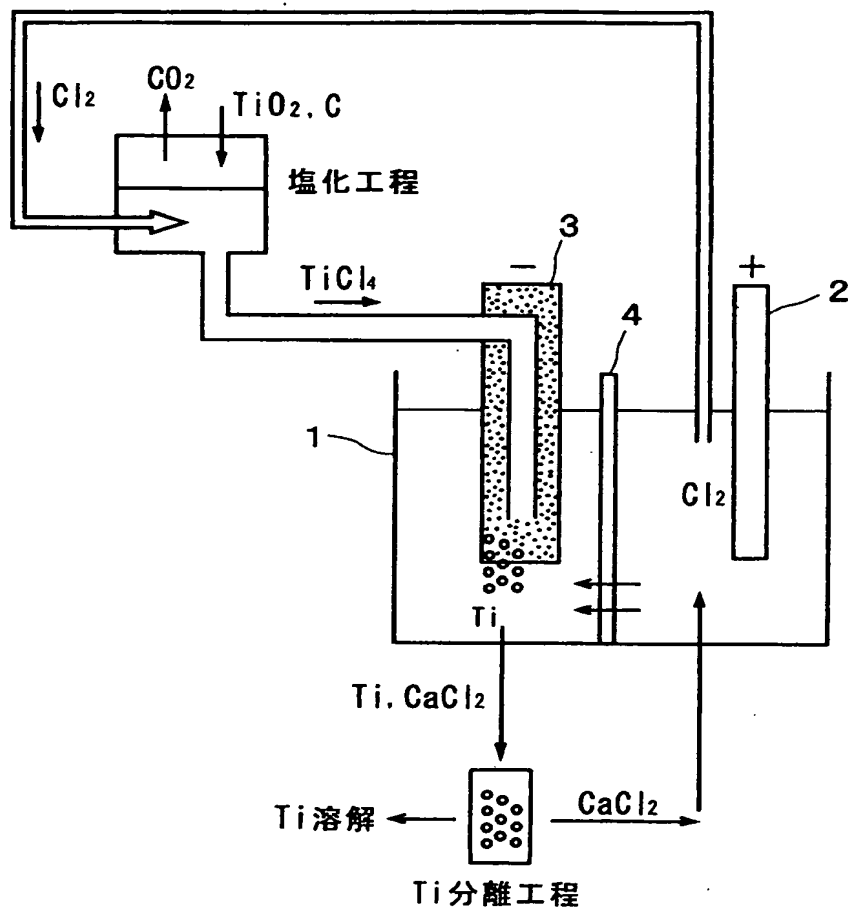 CO₂
Cl₂
TiO₂,C
塩化工程
TiCl₄
−
3
+
2
4
1
Cl₂
Ti
Ti,CaCl₂
CaCl₂
Ti溶解
Ti分離工程